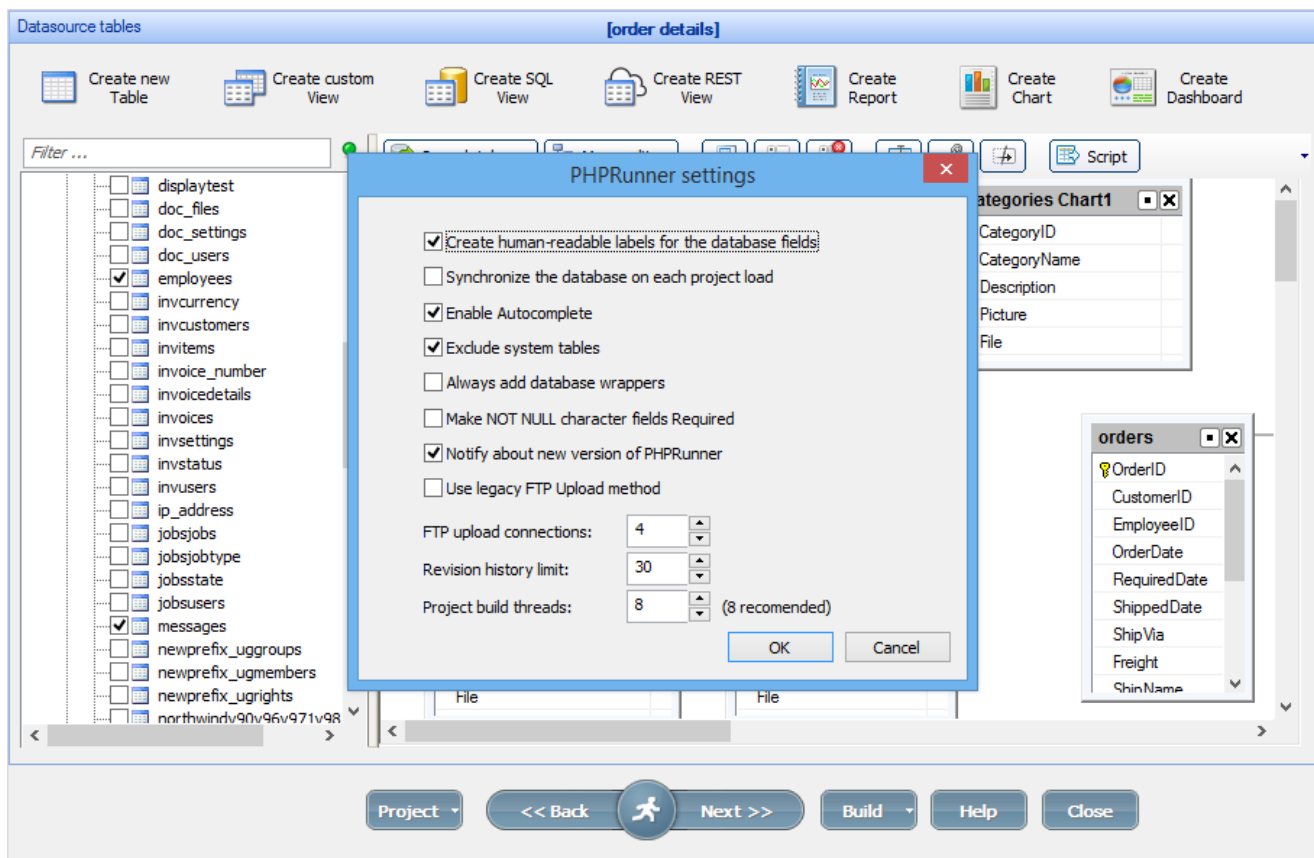 Datasource tables
[order details]
Create new
Table
Create custom
View
Create SQL
View
Create REST
View
Create
Report
Create
Chart
Create
Dashboard
Filter ...
Script
displaytest
doc_files
doc_settings
doc_users
employees
invcurrency
invcustomers
invitems
invoice_number
invoicedetails
invoices
invsettings
invstatus
invusers
ip_address
jobsjobs
jobsjobtype
jobsstate
jobsusers
messages
newprefix_uggroups
newprefix_ugmembers
newprefix_ugrights
northwindv90v96v971v98
PHPRunner settings
Create human-readable labels for the database fields
Synchronize the database on each project load
Enable Autocomplete
Exclude system tables
Always add database wrappers
Make NOT NULL character fields Required
Notify about new version of PHPRunner
Use legacy FTP Upload method
FTP upload connections: 4
Revision history limit: 30
Project build threads: 8 (8 recomended)
OK Cancel
ategories Chart1
CategoryID
CategoryName
Description
Picture
File
orders
OrderID
CustomerID
EmployeeID
OrderDate
RequiredDate
ShippedDate
ShipVia
Freight
ShipName
File
File
Project
<< Back
Next >>
Build
Help
Close